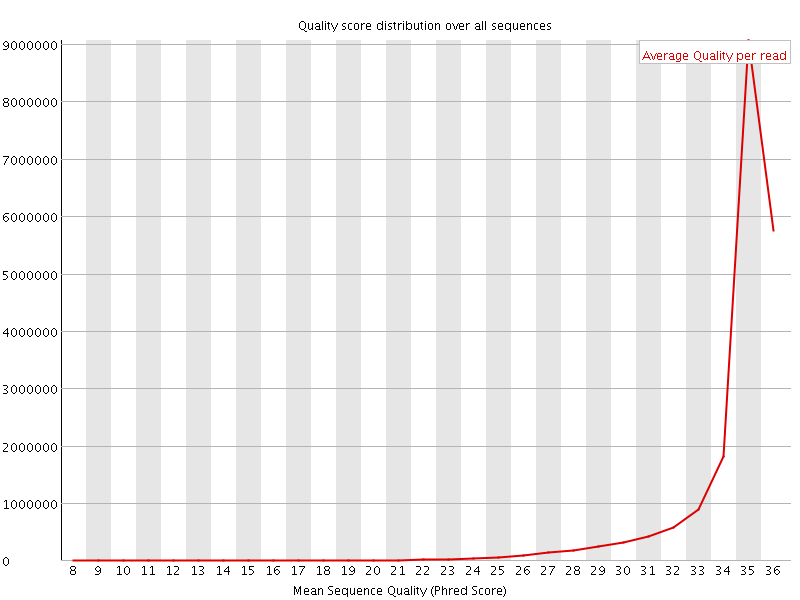 Quality score distribution over all sequences
Average Quality per read
9000000
8000000
7000000
6000000
5000000
4000000
3000000
2000000
1000000
0
8 9 10 11 12 13 14 15 16 17 18 19 20 21 22 23 24 25 26 27 28 29 30 31 32 33 34 35 36
Mean Sequence Quality (Phred Score)